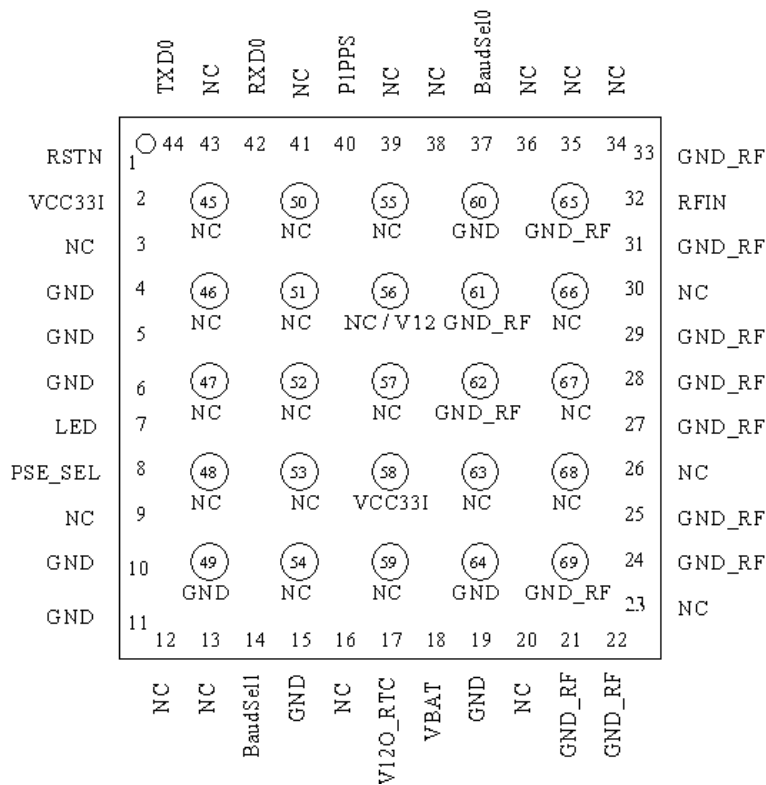 TXD0 NC RXD0 NC P1PPS NC NC BaudSel0 NC NC NC
44 43 42 41 40 39 38 37 36 35 34
RSTN 1 33 GND_RF
VCC33I 2 45 50 55 60 65 32 RFIN
NC NC NC GND GND_RF
NC 3 31 GND_RF
GND 4 46 51 56 61 66 30 NC
NC NC NC / V12 GND_RF NC
GND 5 29 GND_RF
GND 6 47 52 57 62 67 28 GND_RF
NC NC NC GND_RF NC
LED 7 27 GND_RF
PSE_SEL 8 48 53 58 63 68 26 NC
NC NC VCC33I NC NC
NC 9 25 GND_RF
GND 10 49 54 59 64 69 24 GND_RF
GND NC NC GND GND_RF
GND 11 23 NC
12 13 14 15 16 17 18 19 20 21 22
NC NC BaudSel1 GND NC V12O_RTC VBAT GND NC GND_RF GND_RF